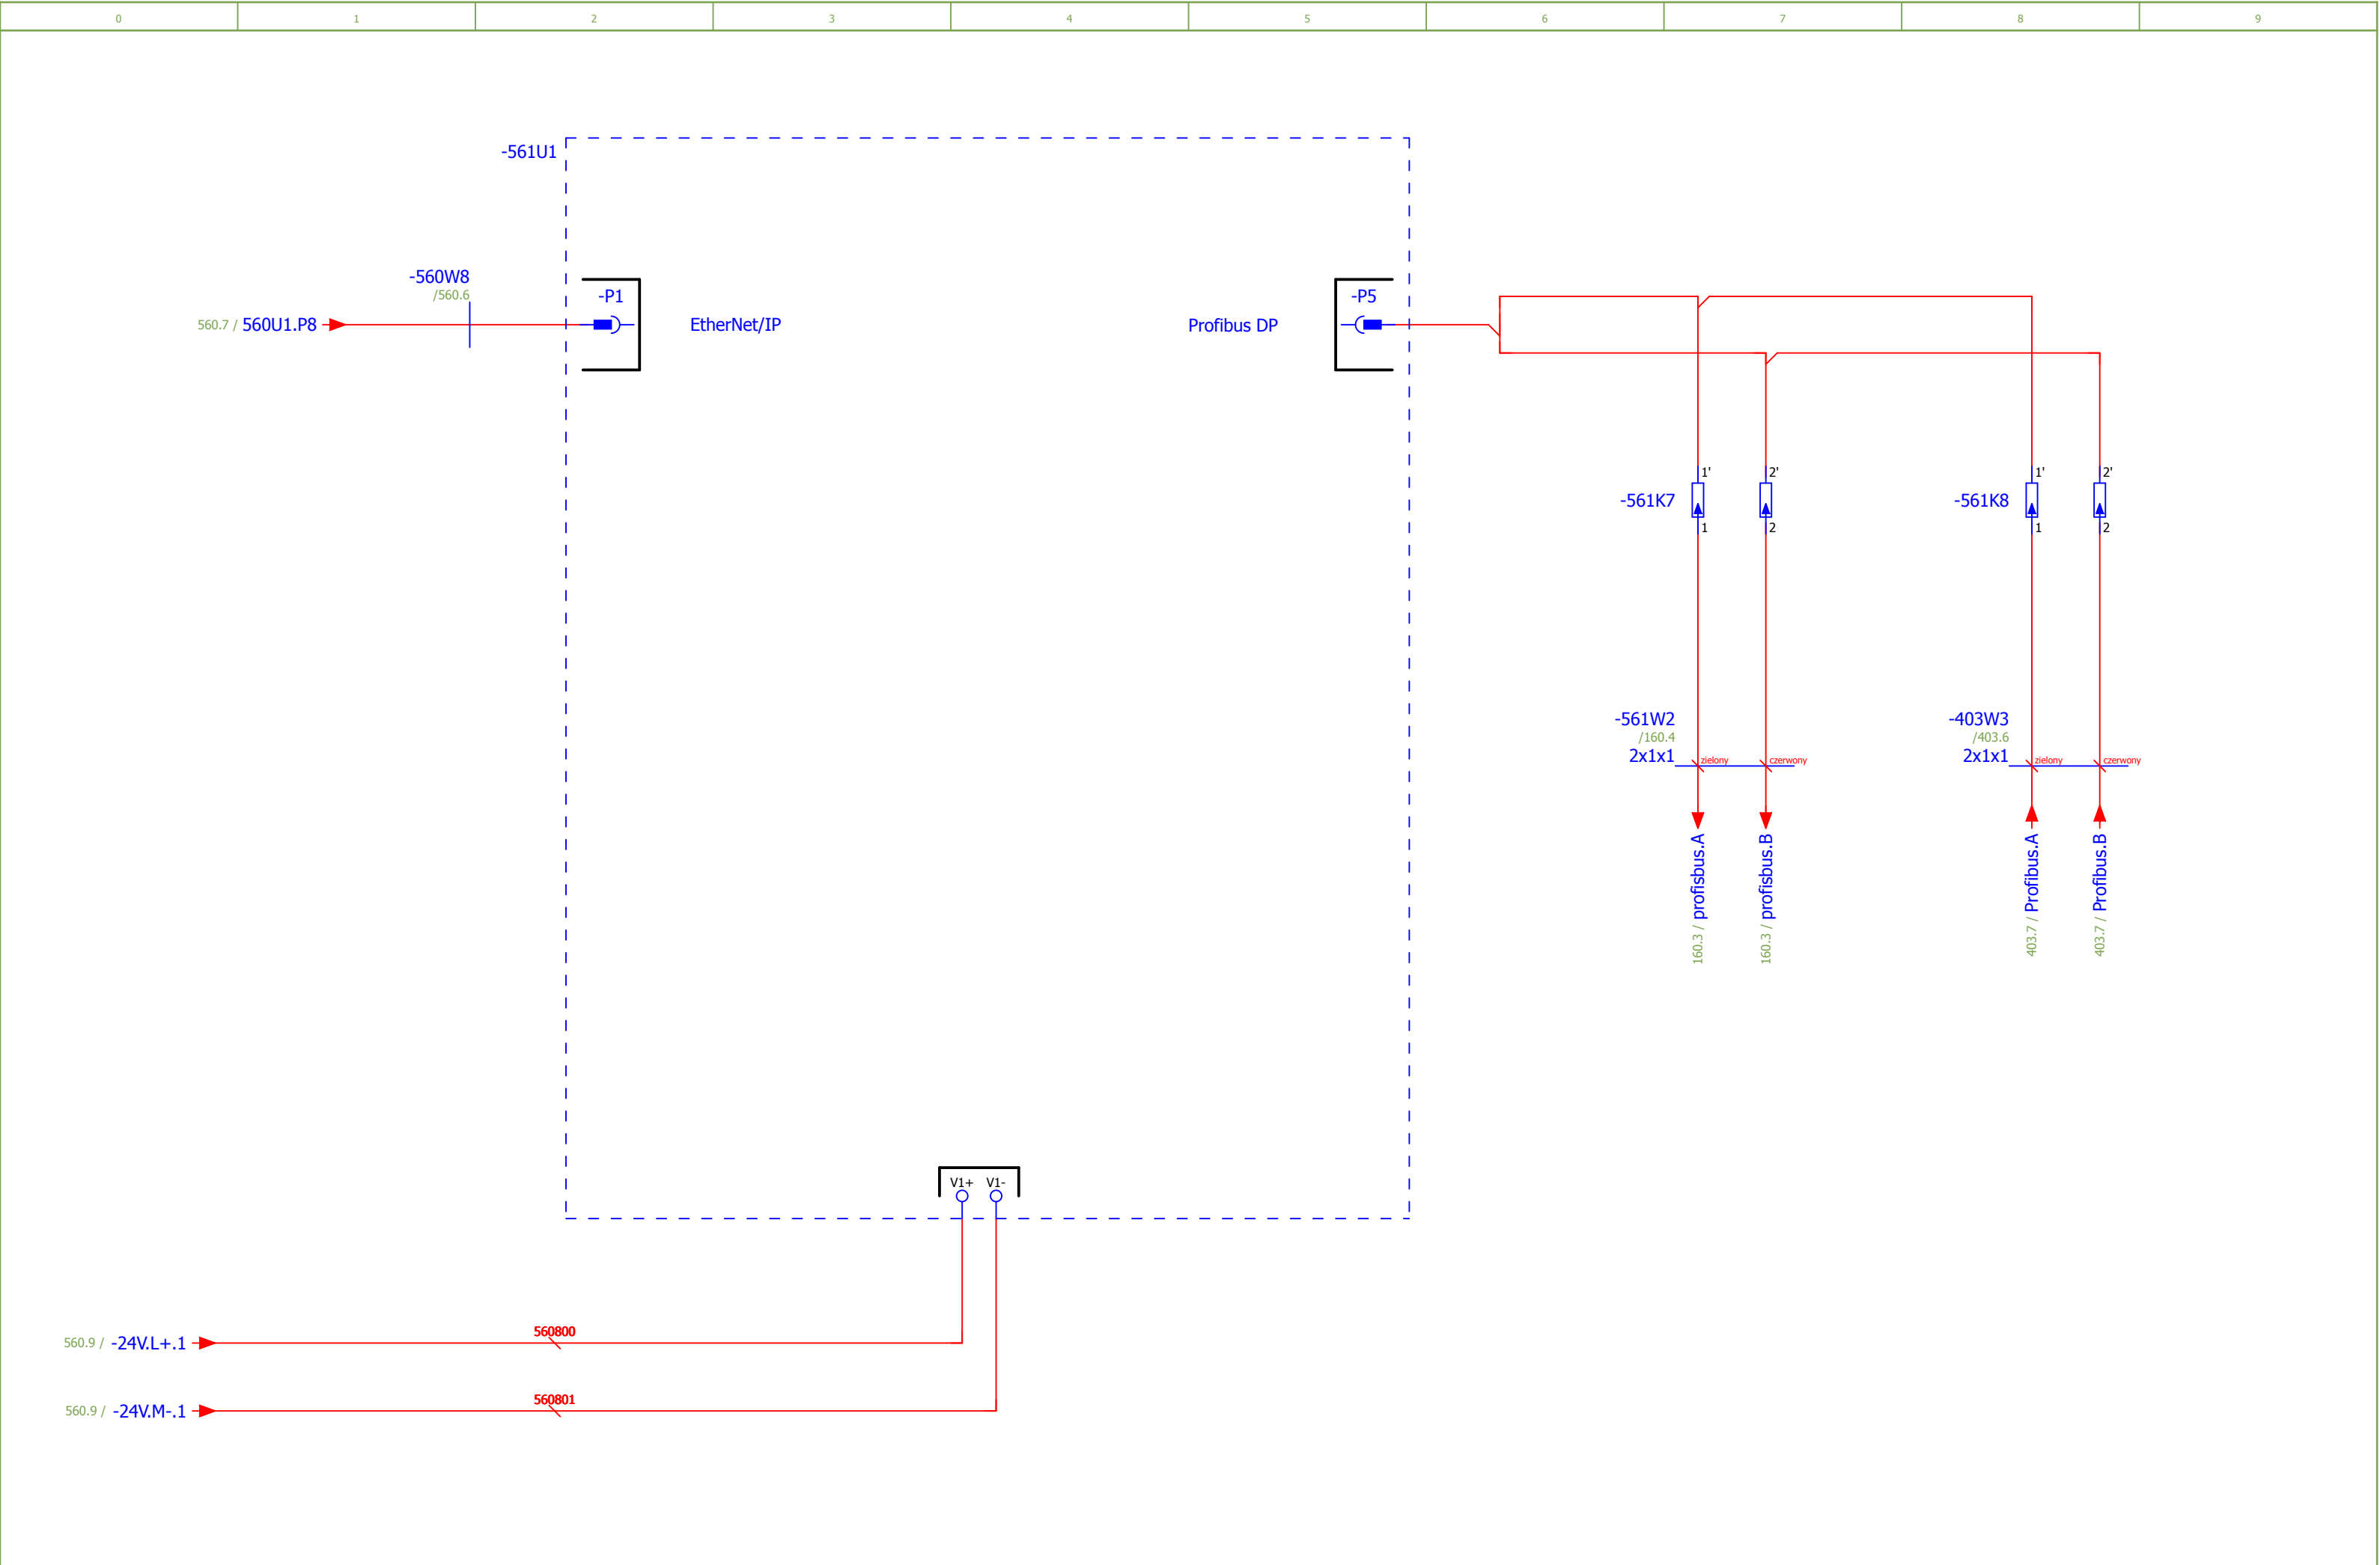 0 1 2 3 4 5 6 7 8 9
-561U1
-560W8
/560.6
560.7 / 560U1.P8
-P1
EtherNet/IP
Profibus DP
-P5
1' 2'
-561K7
1 2
1' 2'
-561K8
1 2
-561W2
/160.4
2x1x1
zielony czerwony
-403W3
/403.6
2x1x1
zielony czerwony
160.3 / profisbus.A
160.3 / profisbus.B
403.7 / Profibus.A
403.7 / Profibus.B
V1+ V1-
560800
560.9 / -24V.L+.1
560801
560.9 / -24V.M-.1